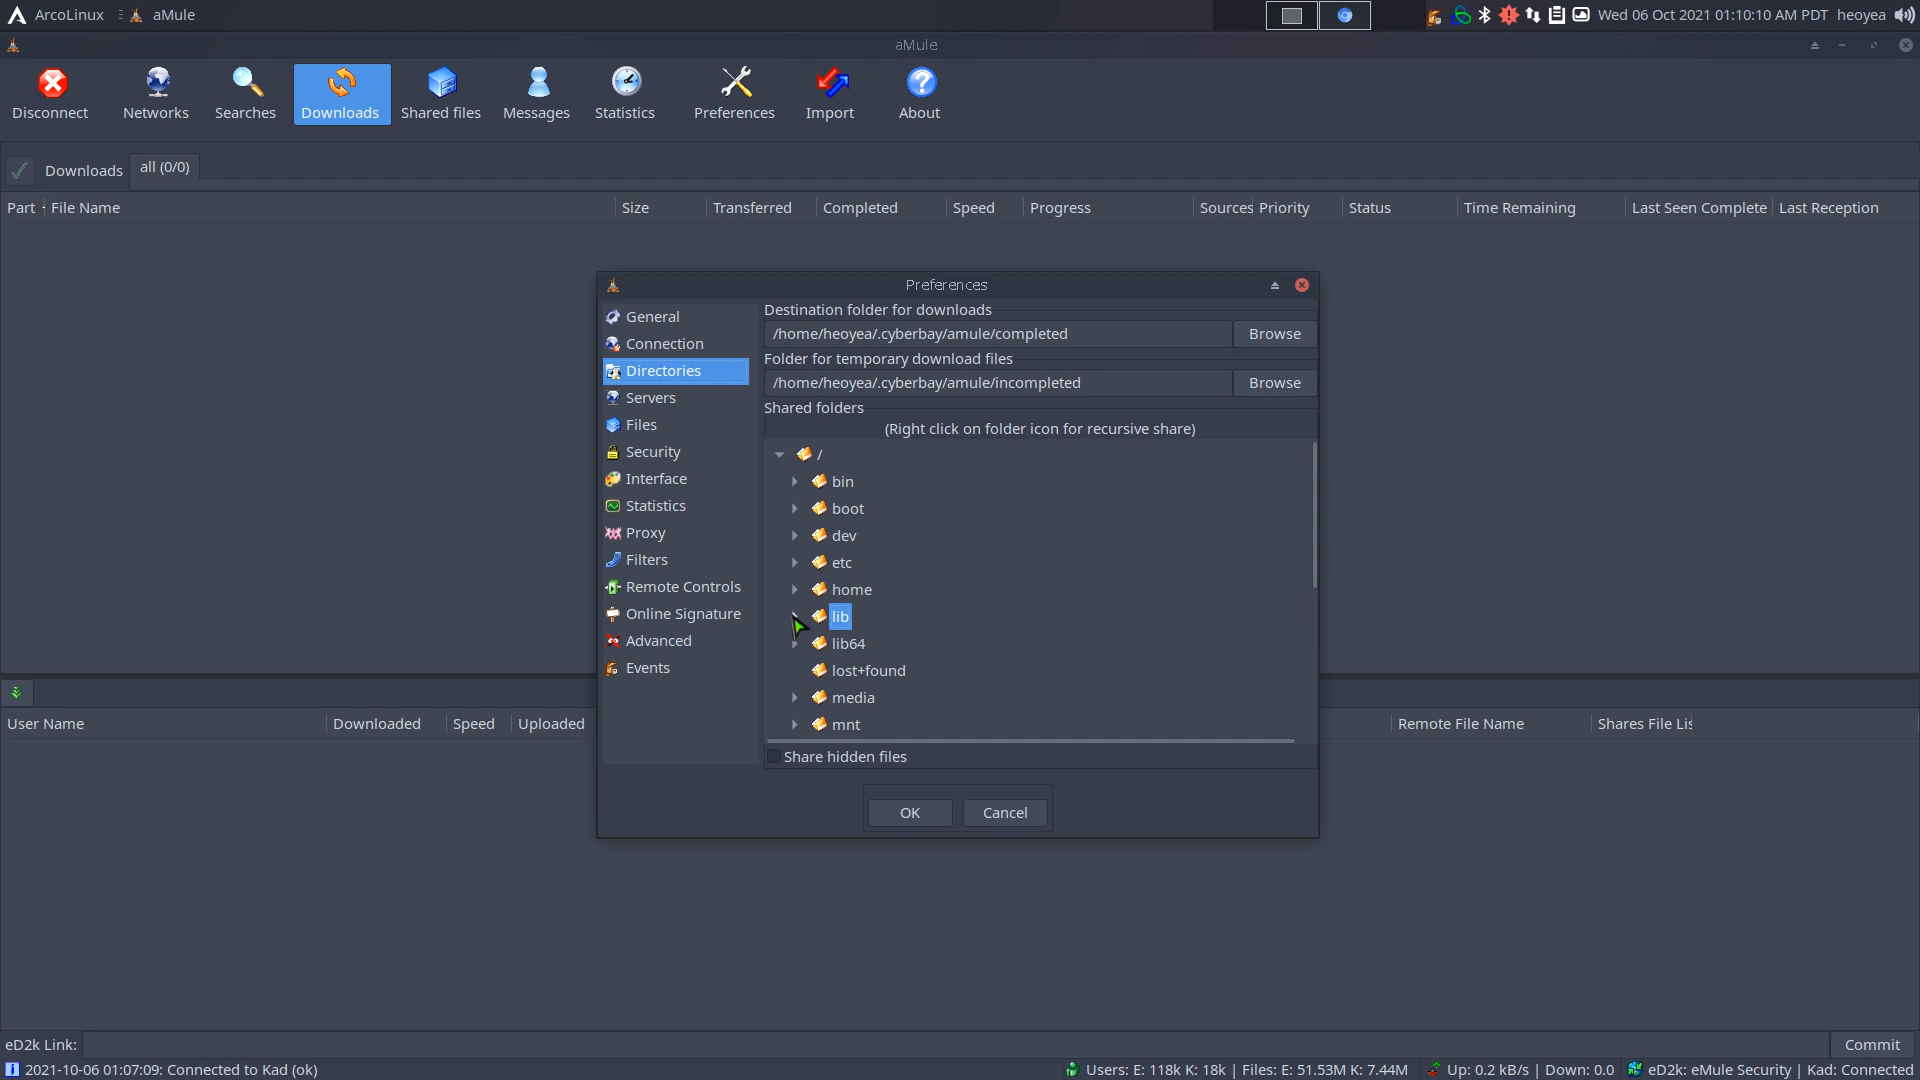 ArcoLinux aMule Wed 06 Oct 2021 01:10:10 AM PDT heoyea
aMule
Disconnect Networks Searches Downloads Shared files Messages Statistics Preferences Import About
Downloads all (0/0)
Part File Name Size Transferred Completed Speed Progress Sources Priority Status Time Remaining Last Seen Complete Last Reception
Preferences
General
Connection
Directories
Servers
Files
Security
Interface
Statistics
Proxy
Filters
Remote Controls
Online Signature
Advanced
Events
Destination folder for downloads
/home/heoyea/.cyberbay/amule/completed Browse
Folder for temporary download files
/home/heoyea/.cyberbay/amule/incompleted Browse
Shared folders
(Right click on folder icon for recursive share)
/
bin
boot
dev
etc
home
lib
lib64
lost+found
media
mnt
Share hidden files
OK Cancel
User Name Downloaded Speed Uploaded Remote File Name Shares File Lis
eD2k Link: Commit
2021-10-06 01:07:09: Connected to Kad (ok) Users: E: 118k K: 18k | Files: E: 51.53M K: 7.44M Up: 0.2 kB/s | Down: 0.0 eD2k: eMule Security | Kad: Connected